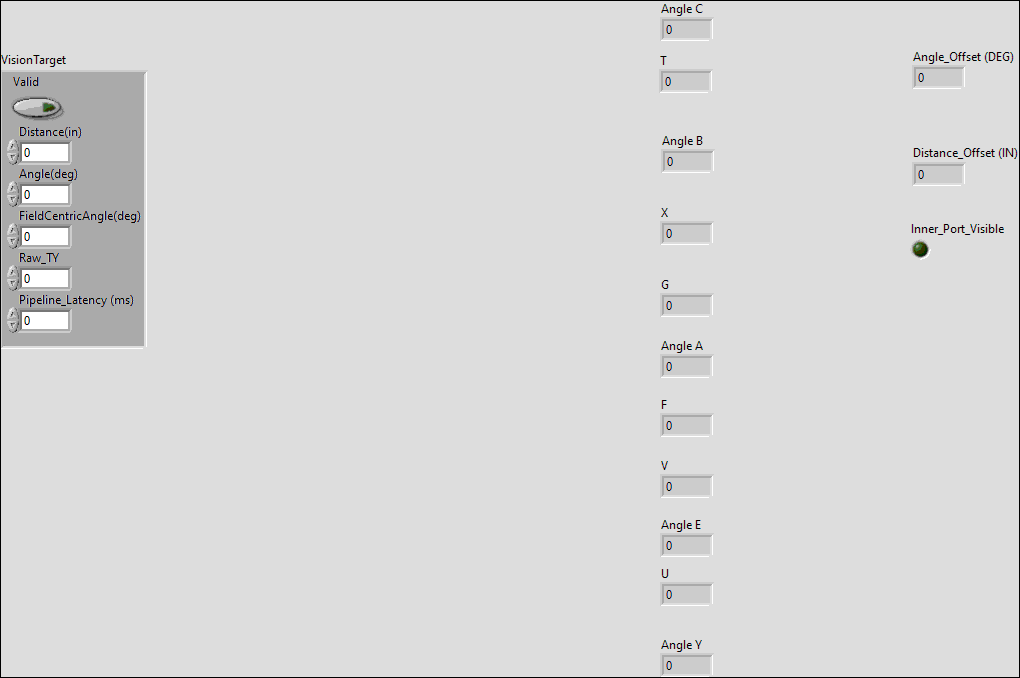 VisionTarget
Valid
Distance(in)
0
Angle(deg)
0
FieldCentricAngle(deg)
0
Raw_TY
0
Pipeline_Latency (ms)
0
Angle C
0
T
0
Angle B
0
X
0
G
0
Angle A
0
F
0
V
0
Angle E
0
U
0
Angle Y
0
Angle_Offset (DEG)
0
Distance_Offset (IN)
0
Inner_Port_Visible